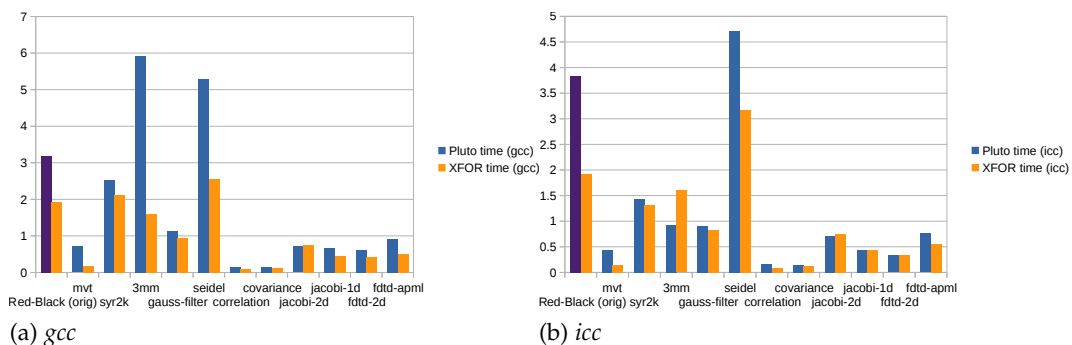 7
6
5
4
3
2
1
0
Pluto time (gcc)
XFOR time (gcc)
mvt 3mm seidel covariance jacobi-1d fdtd-apml
Red-Black (orig) syr2k gauss-filter correlation jacobi-2d fdtd-2d
(a) gcc
5
4.5
4
3.5
3
2.5
2
1.5
1
0.5
0
Pluto time (icc)
XFOR time (icc)
mvt 3mm seidel covariance jacobi-1d fdtd-apml
Red-Black (orig) syr2k gauss-filter correlation jacobi-2d fdtd-2d
(b) icc